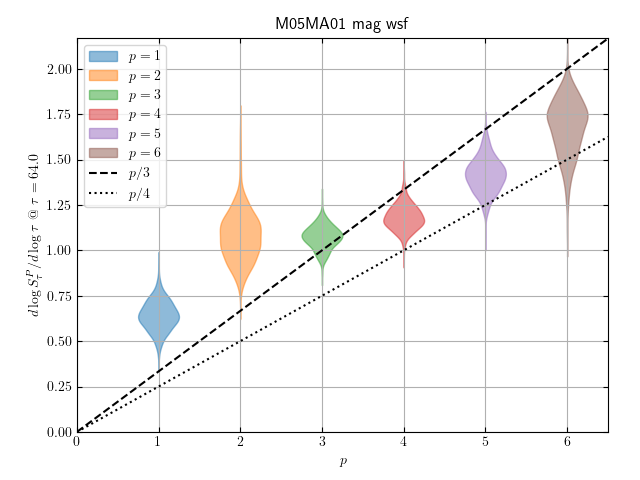 M05MA01 mag wsf
d log S_τ^P / d log τ @ τ = 64.0
2.00
1.75
1.50
1.25
1.00
0.75
0.50
0.25
0.00
p = 1
p = 2
p = 3
p = 4
p = 5
p = 6
p/3
p/4
0 1 2 3 4 5 6
p